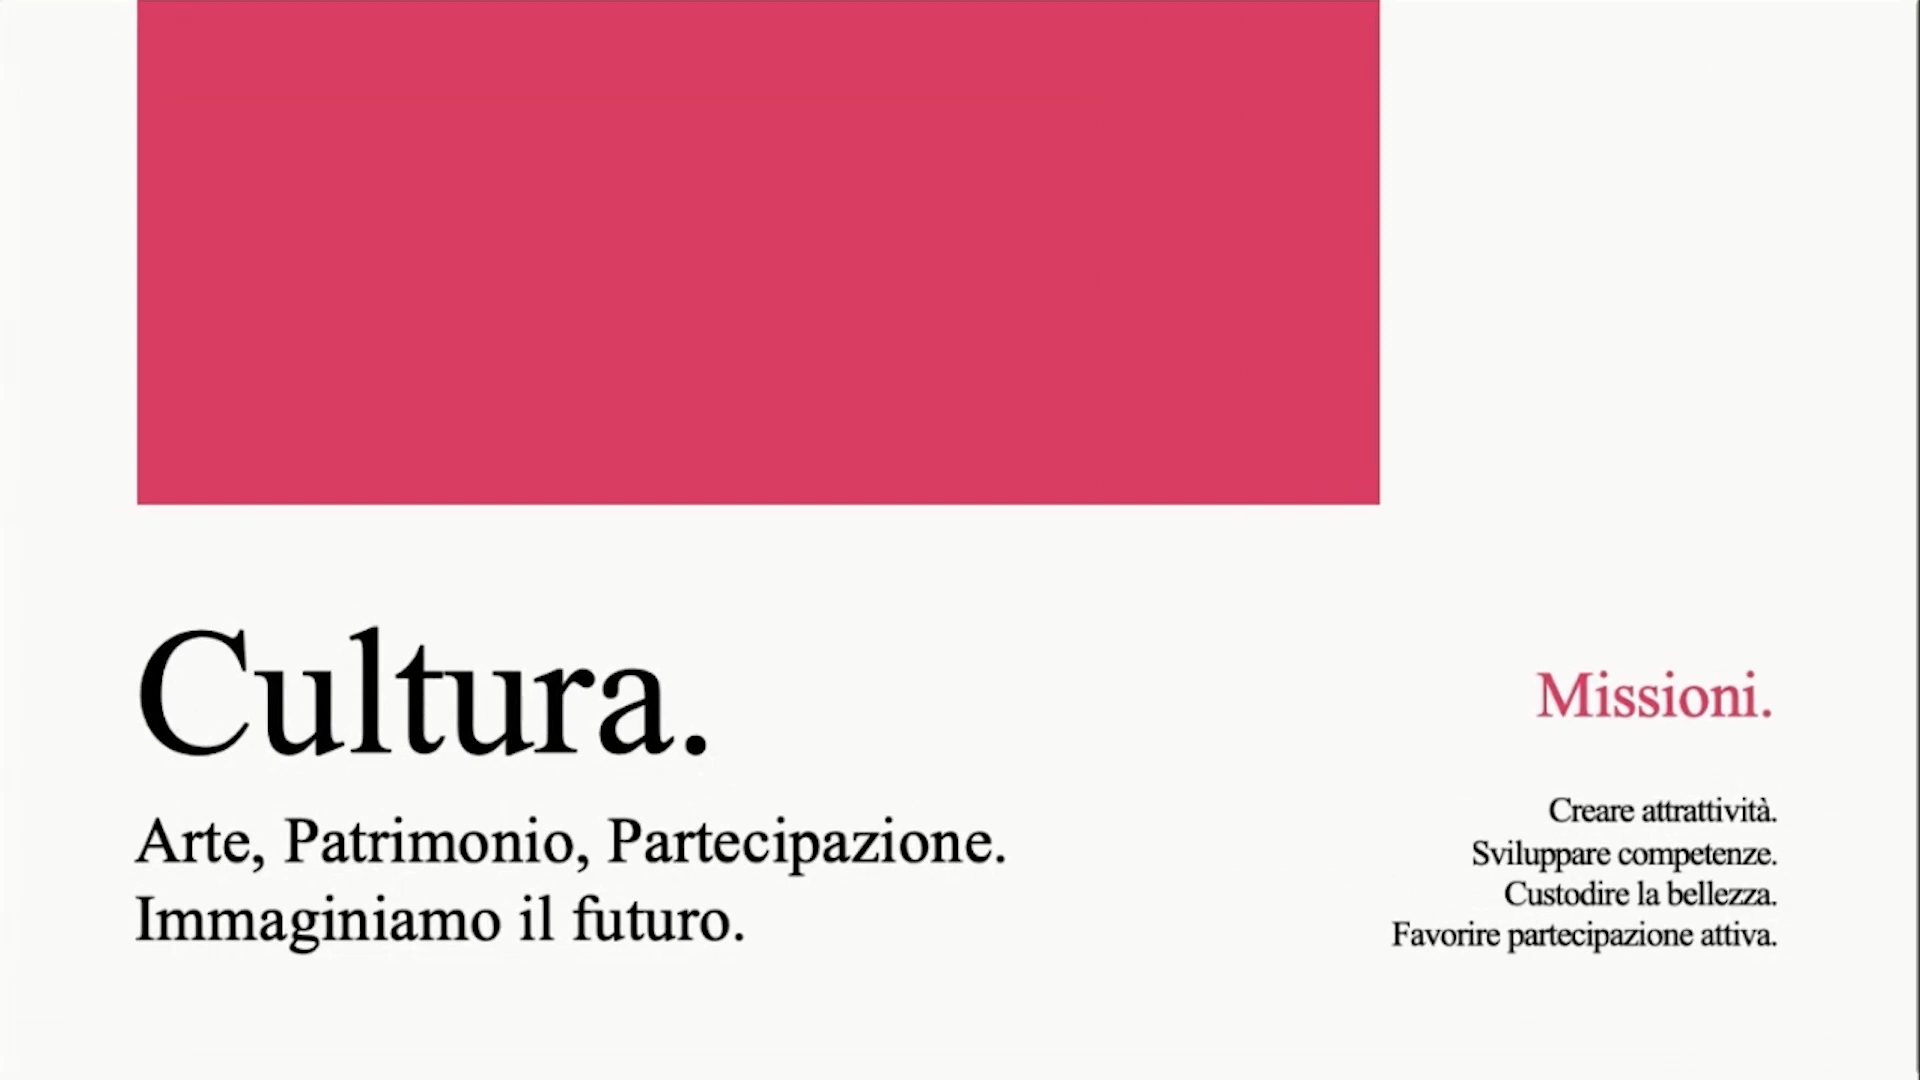 Cultura.
Arte, Patrimonio, Partecipazione.
Immaginiamo il futuro.
Missioni.
Creare attrattività.
Sviluppare competenze.
Custodire la bellezza.
Favorire partecipazione attiva.